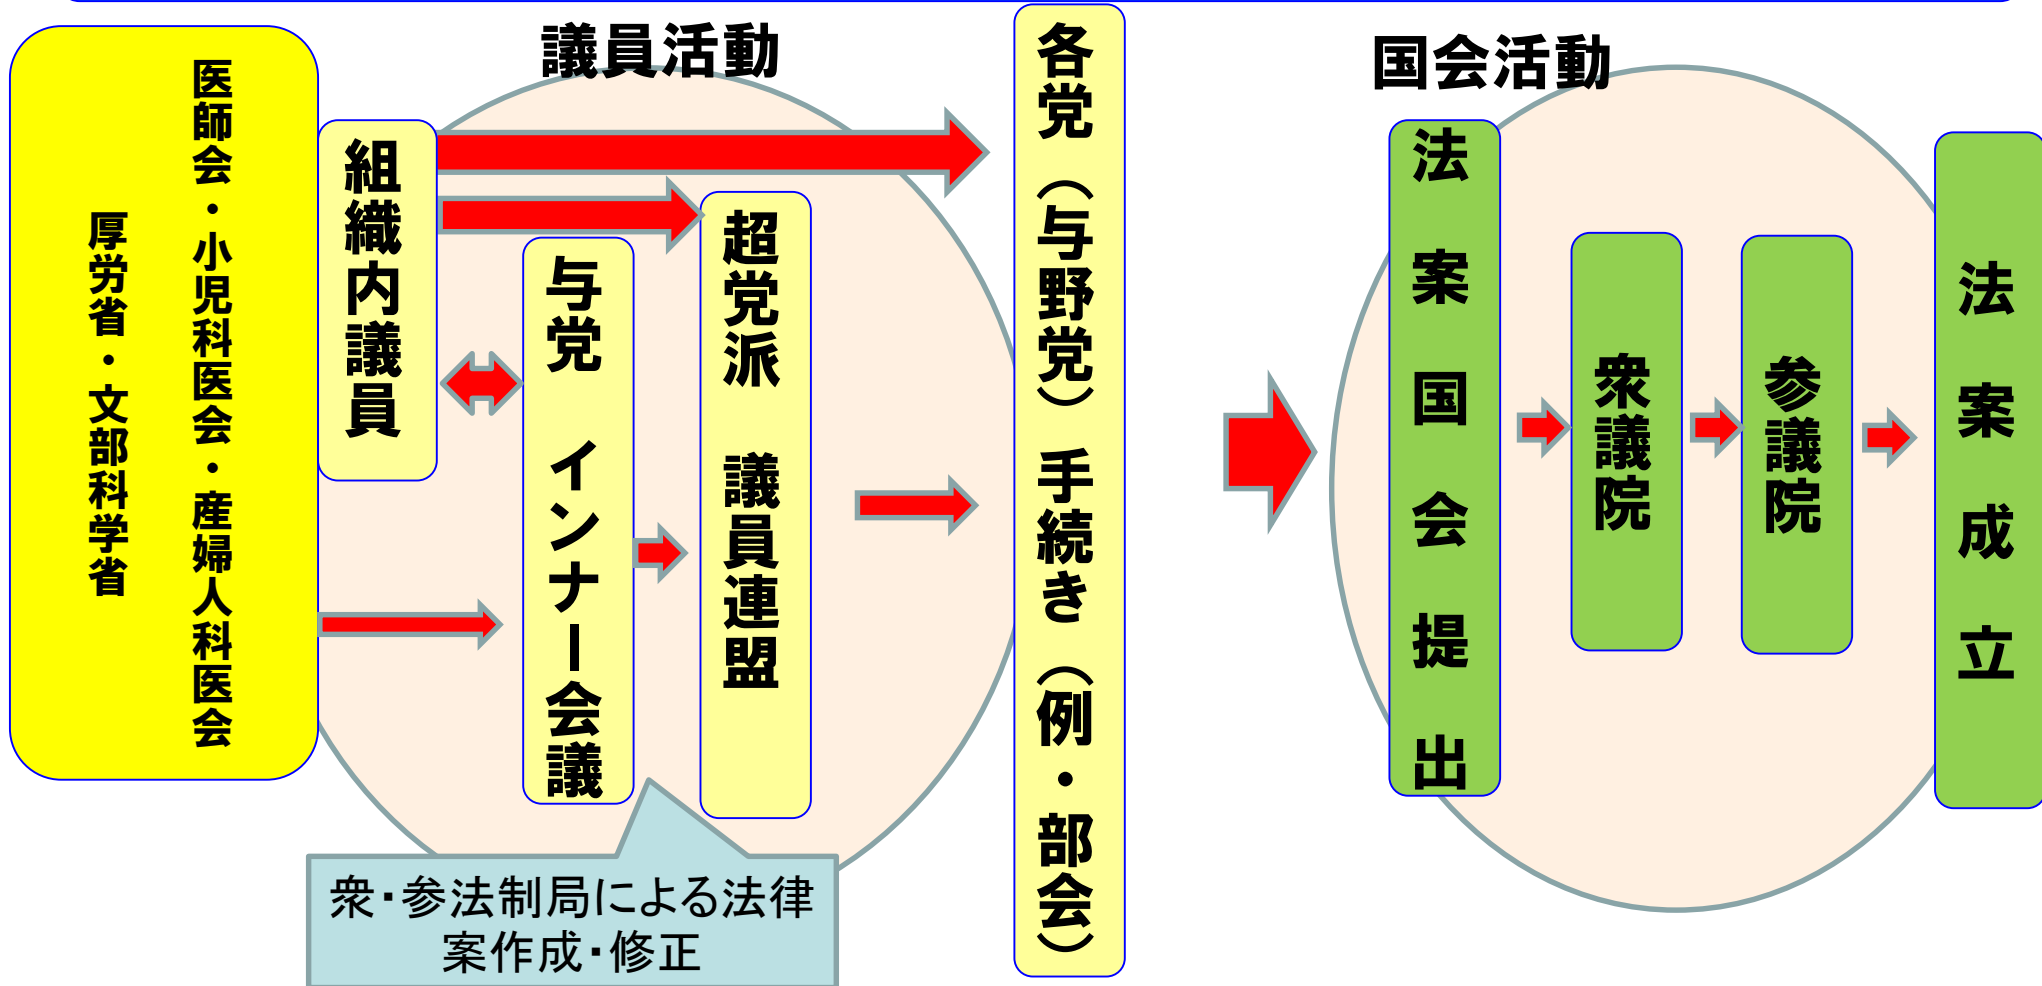 議員活動
国会活動
医師会・小児科医会・産婦人科医会
厚労省・文部科学省
組織内議員
与党 インナー会議
超党派 議員連盟
各党（与野党）手続き（例・部会）
衆・参法制局による法律
案作成・修正
法案国会提出
衆議院
参議院
法案成立